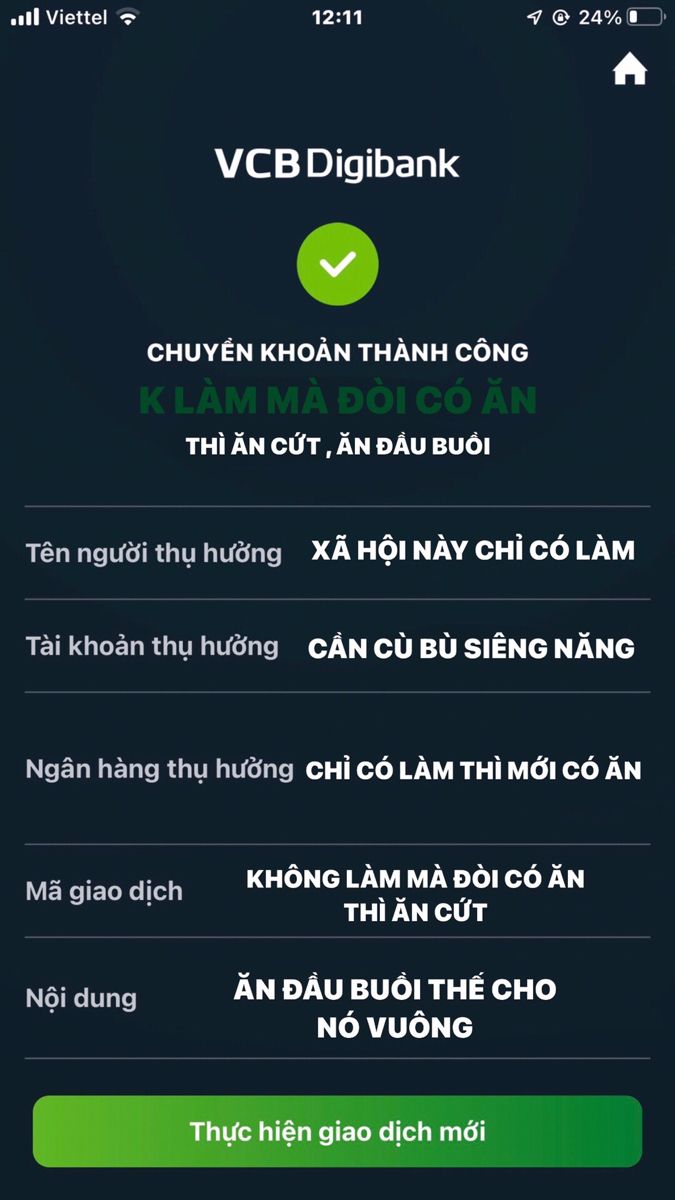 Viettel 12:11 24%
VCB Digibank
CHUYỂN KHOẢN THÀNH CÔNG
K LÀM MÀ ĐÒI CÓ ĂN
THÌ ĂN CỨT , ĂN ĐẦU BUỒI
Tên người thụ hưởng XÃ HỘI NÀY CHỈ CÓ LÀM
Tài khoản thụ hưởng CẦN CÙ BÙ SIÊNG NĂNG
Ngân hàng thụ hưởng CHỈ CÓ LÀM THÌ MỚI CÓ ĂN
Mã giao dịch KHÔNG LÀM MÀ ĐÒI CÓ ĂN
THÌ ĂN CỨT
Nội dung ĂN ĐẦU BUỒI THẾ CHO
NÓ VUÔNG
Thực hiện giao dịch mới